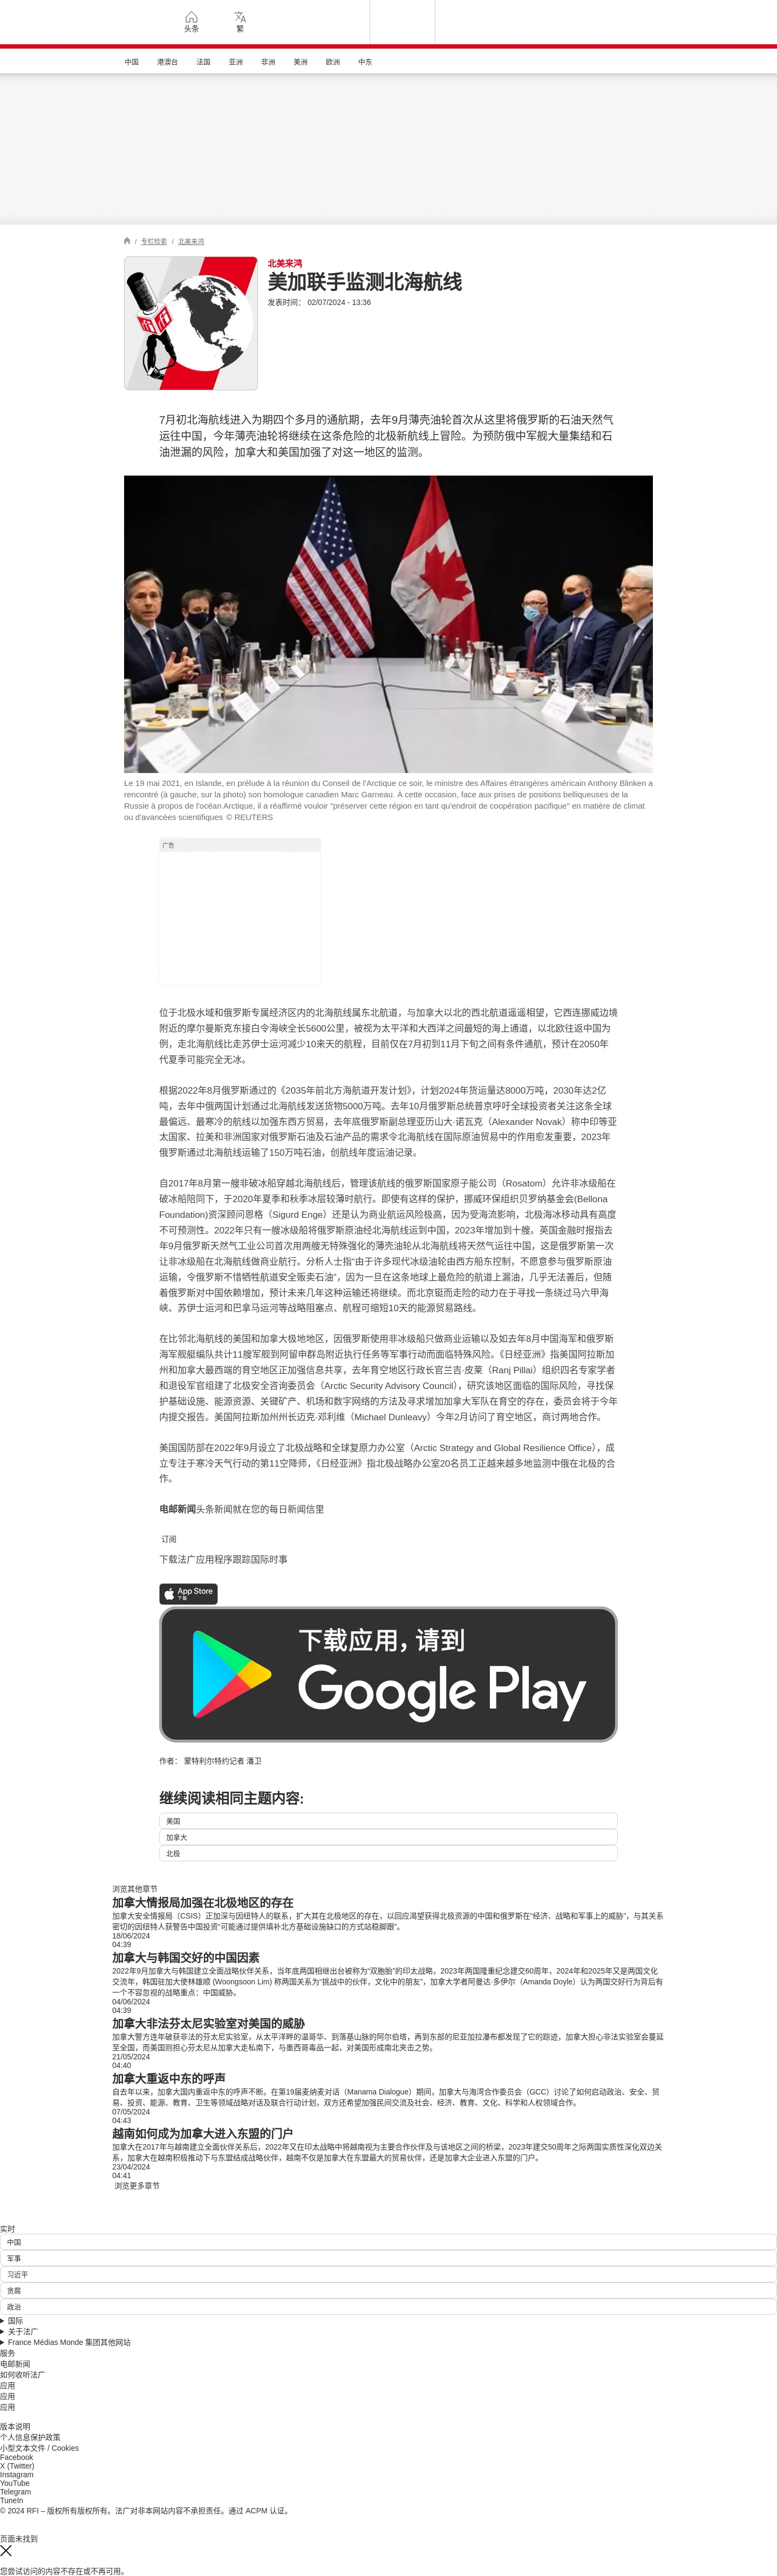 头条
繁
中国 港澳台 法国 亚洲 非洲 美洲 欧洲 中东
/ 专栏检索 / 北美来鸿
北美来鸿
美加联手监测北海航线
发表时间： 02/07/2024 - 13:36
7月初北海航线进入为期四个多月的通航期，去年9月薄壳油轮首次从这里将俄罗斯的石油天然气
运往中国，今年薄壳油轮将继续在这条危险的北极新航线上冒险。为预防俄中军舰大量集结和石
油泄漏的风险，加拿大和美国加强了对这一地区的监测。
Le 19 mai 2021, en Islande, en prélude à la réunion du Conseil de l'Arctique ce soir, le ministre des Affaires étrangères américain Anthony Blinken a
rencontré (à gauche, sur la photo) son homologue canadien Marc Garneau. À cette occasion, face aux prises de positions belliqueuses de la
Russie à propos de l'océan Arctique, il a réaffirmé vouloir "préserver cette région en tant qu'endroit de coopération pacifique" en matière de climat
ou d'avancées scientifiques © REUTERS
广告
位于北极水域和俄罗斯专属经济区内的北海航线属东北航道，与加拿大以北的西北航道遥遥相望，它西连挪威边境
附近的摩尔曼斯克东接白令海峡全长5600公里，被视为太平洋和大西洋之间最短的海上通道，以北欧往返中国为
例，走北海航线比走苏伊士运河减少10来天的航程，目前仅在7月初到11月下旬之间有条件通航，预计在2050年
代夏季可能完全无冰。
根据2022年8月俄罗斯通过的《2035年前北方海航道开发计划》，计划2024年货运量达8000万吨，2030年达2亿
吨，去年中俄两国计划通过北海航线发送货物5000万吨。去年10月俄罗斯总统普京呼吁全球投资者关注这条全球
最偏远、最寒冷的航线以加强东西方贸易，去年底俄罗斯副总理亚历山大·诺瓦克（Alexander Novak）称中印等亚
太国家、拉美和非洲国家对俄罗斯石油及石油产品的需求令北海航线在国际原油贸易中的作用愈发重要，2023年
俄罗斯通过北海航线运输了150万吨石油，创航线年度运油记录。
自2017年8月第一艘非破冰船穿越北海航线后，管理该航线的俄罗斯国家原子能公司（Rosatom）允许非冰级船在
破冰船陪同下，于2020年夏季和秋季冰层较薄时航行。即使有这样的保护，挪威环保组织贝罗纳基金会(Bellona
Foundation)资深顾问恩格（Sigurd Enge）还是认为商业航运风险极高，因为受海流影响，北极海冰移动具有高度
不可预测性。2022年只有一艘冰级船将俄罗斯原油经北海航线运到中国，2023年增加到十艘。英国金融时报指去
年9月俄罗斯天然气工业公司首次用两艘无特殊强化的薄壳油轮从北海航线将天然气运往中国，这是俄罗斯第一次
让非冰级船在北海航线做商业航行。分析人士指“由于许多现代冰级油轮由西方船东控制，不愿意参与俄罗斯原油
运输，令俄罗斯不惜牺牲航道安全贩卖石油”，因为一旦在这条地球上最危险的航道上漏油，几乎无法善后，但随
着俄罗斯对中国依赖增加，预计未来几年这种运输还将继续。而北京铤而走险的动力在于寻找一条绕过马六甲海
峡、苏伊士运河和巴拿马运河等战略阻塞点、航程可缩短10天的能源贸易路线。
在比邻北海航线的美国和加拿大极地地区，因俄罗斯使用非冰级船只做商业运输以及如去年8月中国海军和俄罗斯
海军舰艇编队共计11艘军舰到阿留申群岛附近执行任务等军事行动而面临特殊风险。《日经亚洲》指美国阿拉斯加
州和加拿大最西端的育空地区正加强信息共享，去年育空地区行政长官兰吉·皮莱（Ranj Pillai）组织四名专家学者
和退役军官组建了北极安全咨询委员会（Arctic Security Advisory Council），研究该地区面临的国际风险，寻找保
护基础设施、能源资源、关键矿产、机场和数字网络的方法及寻求增加加拿大军队在育空的存在，委员会将于今年
内提交报告。美国阿拉斯加州州长迈克·邓利维（Michael Dunleavy）今年2月访问了育空地区，商讨两地合作。
美国国防部在2022年9月设立了北极战略和全球复原力办公室（Arctic Strategy and Global Resilience Office），成
立专注于寒冷天气行动的第11空降师，《日经亚洲》指北极战略办公室20名员工正越来越多地监测中俄在北极的合
作。
电邮新闻头条新闻就在您的每日新闻信里
订阅
下载法广应用程序跟踪国际时事
App Store
下载
下载应用，请到
Google Play
作者： 蒙特利尔特约记者 潘卫
继续阅读相同主题内容:
美国
加拿大
北极
浏览其他章节
加拿大情报局加强在北极地区的存在
加拿大安全情报局（CSIS）正加深与因纽特人的联系，扩大其在北极地区的存在，以回应渴望获得北极资源的中国和俄罗斯在“经济、战略和军事上的威胁”，与其关系
密切的因纽特人获警告中国投资“可能通过提供填补北方基础设施缺口的方式站稳脚跟”。
18/06/2024
04:39
加拿大与韩国交好的中国因素
2022年9月加拿大与韩国建立全面战略伙伴关系，当年底两国相继出台被称为“双胞胎”的印太战略，2023年两国隆重纪念建交60周年，2024年和2025年又是两国文化
交流年，韩国驻加大使林雄顺 (Woongsoon Lim) 称两国关系为“挑战中的伙伴，文化中的朋友”，加拿大学者阿曼达·多伊尔（Amanda Doyle）认为两国交好行为背后有
一个不容忽视的战略重点：中国威胁。
04/06/2024
04:39
加拿大非法芬太尼实验室对美国的威胁
加拿大警方连年破获非法的芬太尼实验室，从太平洋畔的温哥华、到落基山脉的阿尔伯塔，再到东部的尼亚加拉瀑布都发现了它的踪迹，加拿大担心非法实验室会蔓延
至全国，而美国则担心芬太尼从加拿大走私南下，与墨西哥毒品一起，对美国形成南北夹击之势。
21/05/2024
04:40
加拿大重返中东的呼声
自去年以来，加拿大国内重返中东的呼声不断。在第19届麦纳麦对话（Manama Dialogue）期间，加拿大与海湾合作委员会（GCC）讨论了如何启动政治、安全、贸
易、投资、能源、教育、卫生等领域战略对话及联合行动计划，双方还希望加强民间交流及社会、经济、教育、文化、科学和人权领域合作。
07/05/2024
04:43
越南如何成为加拿大进入东盟的门户
加拿大在2017年与越南建立全面伙伴关系后，2022年又在印太战略中将越南视为主要合作伙伴及与该地区之间的桥梁，2023年建交50周年之际两国实质性深化双边关
系，加拿大在越南积极推动下与东盟结成战略伙伴，越南不仅是加拿大在东盟最大的贸易伙伴，还是加拿大企业进入东盟的门户。
23/04/2024
04:41
浏览更多章节
实时
中国
军事
习近平
贪腐
政治
国际
关于法广
France Médias Monde 集团其他网站
服务
电邮新闻
如何收听法广
应用
应用
应用
版本说明
个人信息保护政策
小型文本文件 / Cookies
Facebook
X (Twitter)
Instagram
YouTube
Telegram
TuneIn
© 2024 RFI – 版权所有版权所有。法广对非本网站内容不承担责任。通过 ACPM 认证。
页面未找到
您尝试访问的内容不存在或不再可用。